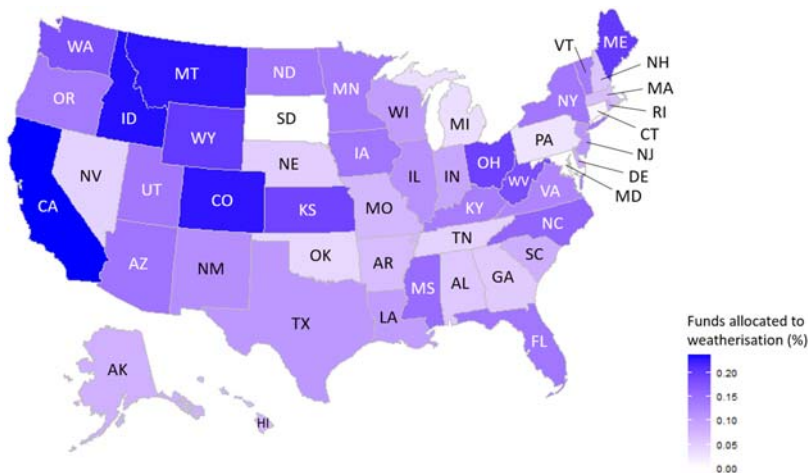 WA
MT
ND
MN
VT
ME
NH
MA
RI
CT
NJ
DE
MD
OR
ID
WY
SD
WI
MI
NY
PA
NV
UT
CO
NE
IA
IL
IN
OH
WV
VA
CA
KS
MO
KY
NC
AZ
NM
OK
AR
TN
SC
TX
LA
MS
AL
GA
FL
AK
HI
Funds allocated to
weatherisation (%)
0.20
0.15
0.10
0.05
0.00